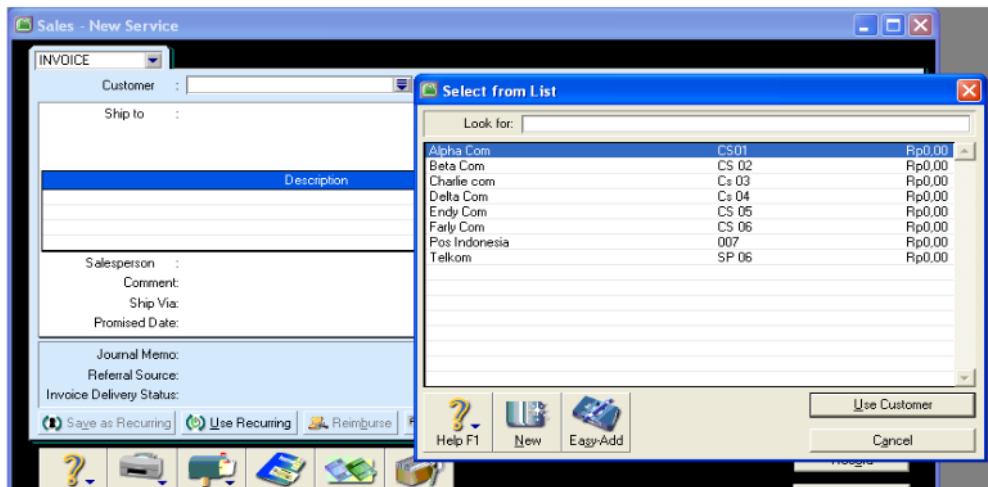 Sales - New Service
INVOICE
Customer :
Ship to :
Description
Salesperson :
Comment:
Ship Via:
Promised Date:
Journal Memo:
Referral Source:
Invoice Delivery Status:
Save as Recurring Use Recurring Reimburse
Select from List
Look for:
Alpha Com CS01 Rp0,00
Beta Com CS 02 Rp0,00
Charlie com Cs 03 Rp0,00
Delta Com Cs 04 Rp0,00
Endy Com CS 05 Rp0,00
Farly Com CS 06 Rp0,00
Pos Indonesia 007 Rp0,00
Telkom SP 06 Rp0,00
Help F1 New Easy-Add
Use Customer
Cancel
Record